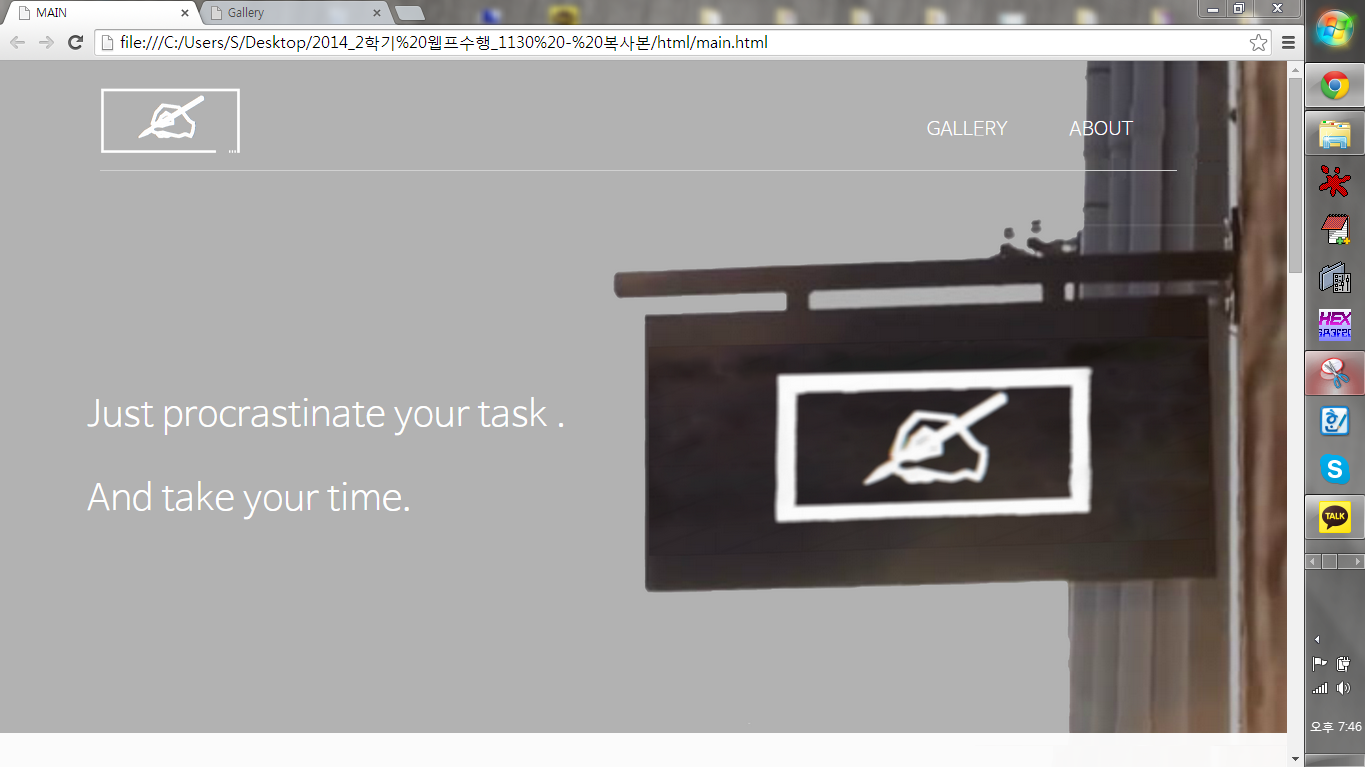 MAIN
Gallery
file:///C:/Users/S/Desktop/2014_2학기%20웹프수행_1130%20-%20복사본/html/main.html
GALLERY
ABOUT
Just procrastinate your task .
And take your time.
HEX
TALK
오후 7:46